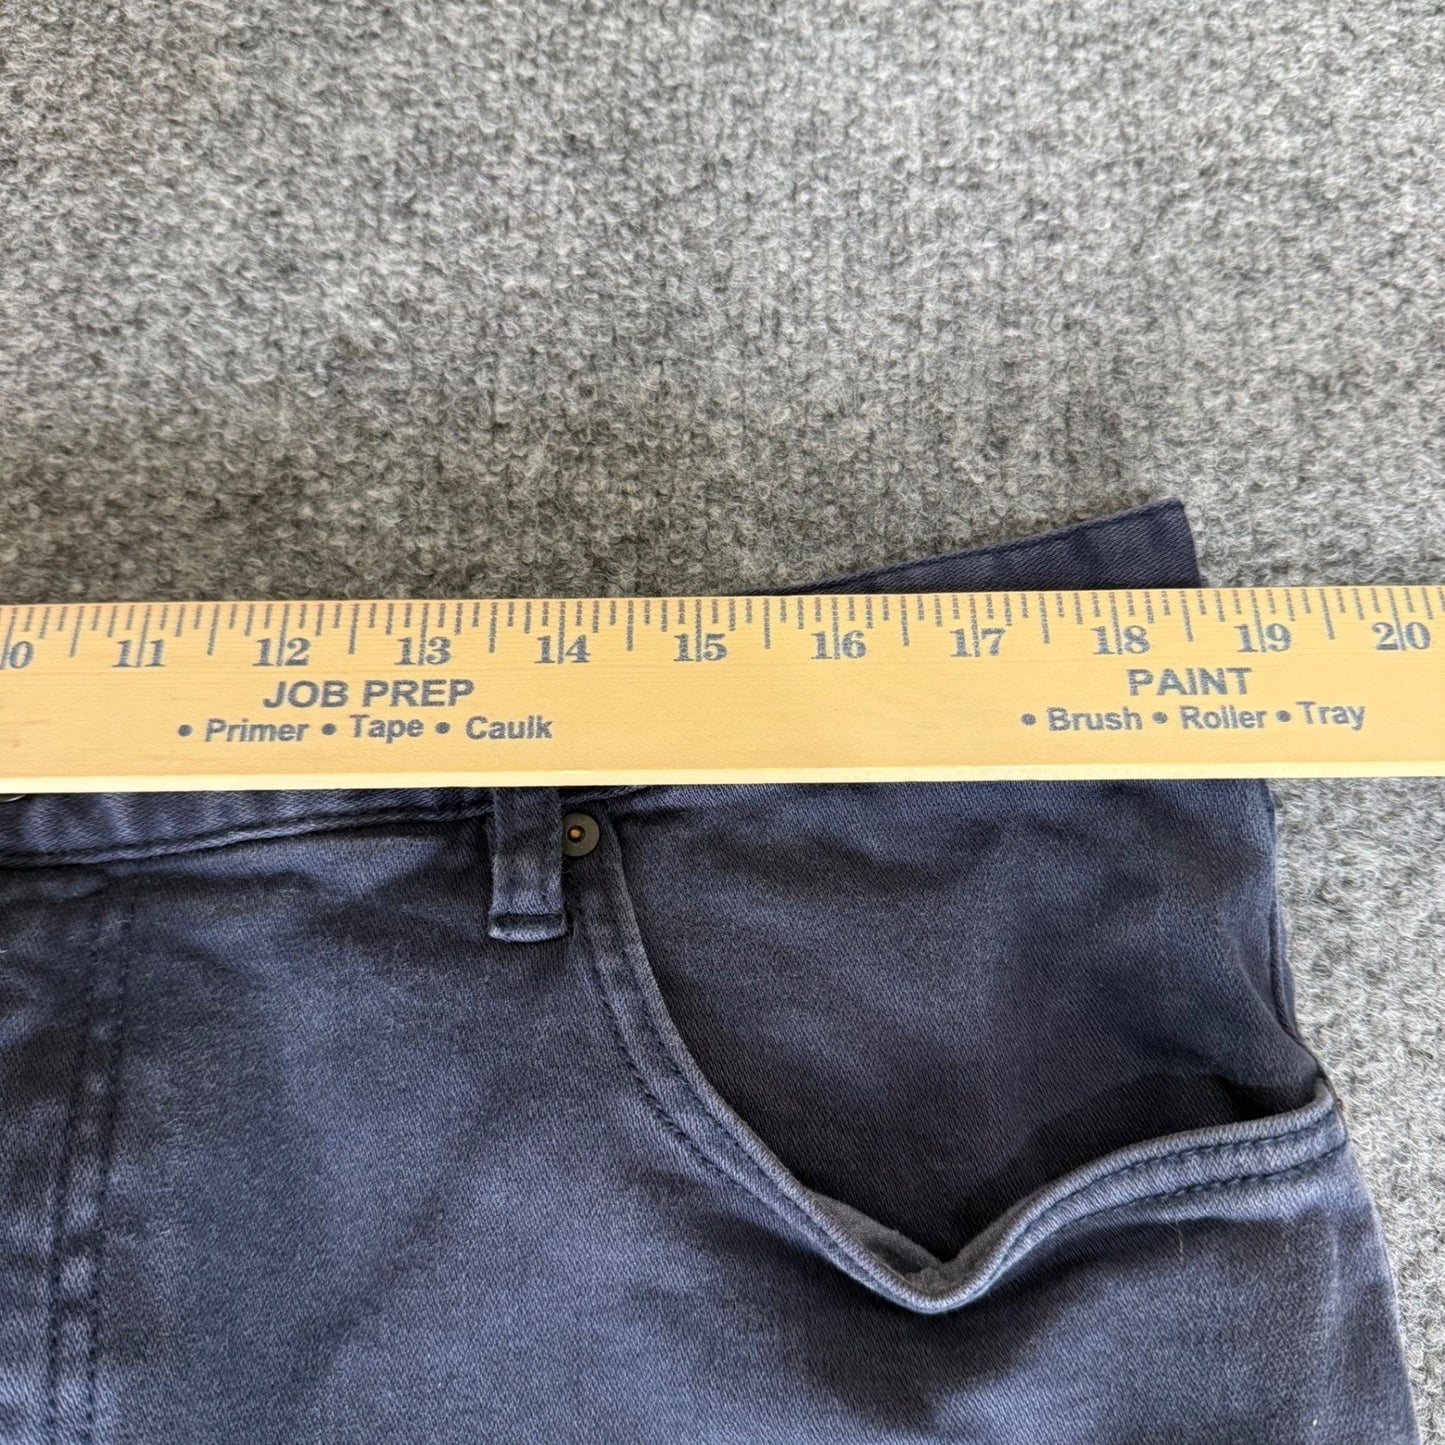 0 11 12 13 14 15 16 17 18 19 20
JOB PREP
• Primer • Tape • Caulk
PAINT
• Brush • Roller • Tray